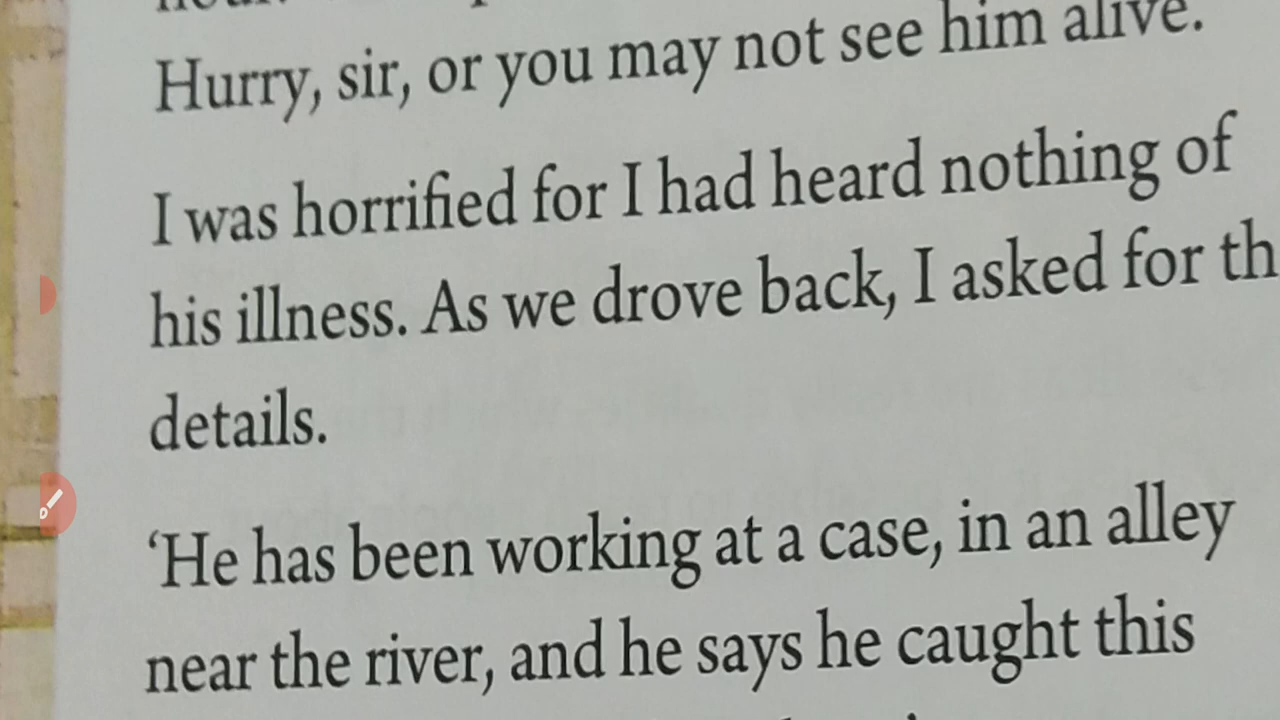 Hurry, sir, or you may not see him alive.
I was horrified for I had heard nothing of
his illness. As we drove back, I asked for th
details.
‘He has been working at a case, in an alley
near the river, and he says he caught this